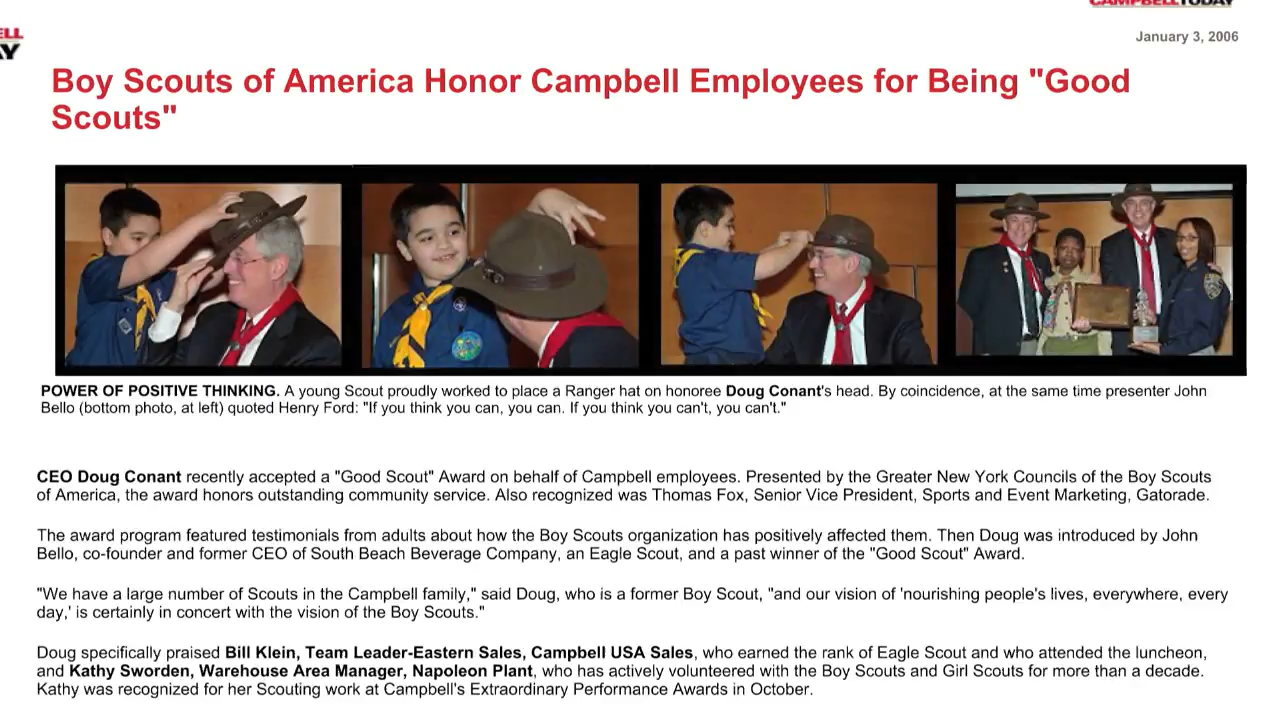 CAMPBELLTODAY
ELL
AY
January 3, 2006
Boy Scouts of America Honor Campbell Employees for Being "Good
Scouts"
POWER OF POSITIVE THINKING. A young Scout proudly worked to place a Ranger hat on honoree Doug Conant's head. By coincidence, at the same time presenter John
Bello (bottom photo, at left) quoted Henry Ford: "If you think you can, you can. If you think you can't, you can't."
CEO Doug Conant recently accepted a "Good Scout" Award on behalf of Campbell employees. Presented by the Greater New York Councils of the Boy Scouts
of America, the award honors outstanding community service. Also recognized was Thomas Fox, Senior Vice President, Sports and Event Marketing, Gatorade.
The award program featured testimonials from adults about how the Boy Scouts organization has positively affected them. Then Doug was introduced by John
Bello, co-founder and former CEO of South Beach Beverage Company, an Eagle Scout, and a past winner of the "Good Scout" Award.
"We have a large number of Scouts in the Campbell family," said Doug, who is a former Boy Scout, "and our vision of 'nourishing people's lives, everywhere, every
day,' is certainly in concert with the vision of the Boy Scouts."
Doug specifically praised Bill Klein, Team Leader-Eastern Sales, Campbell USA Sales, who earned the rank of Eagle Scout and who attended the luncheon,
and Kathy Sworden, Warehouse Area Manager, Napoleon Plant, who has actively volunteered with the Boy Scouts and Girl Scouts for more than a decade.
Kathy was recognized for her Scouting work at Campbell's Extraordinary Performance Awards in October.